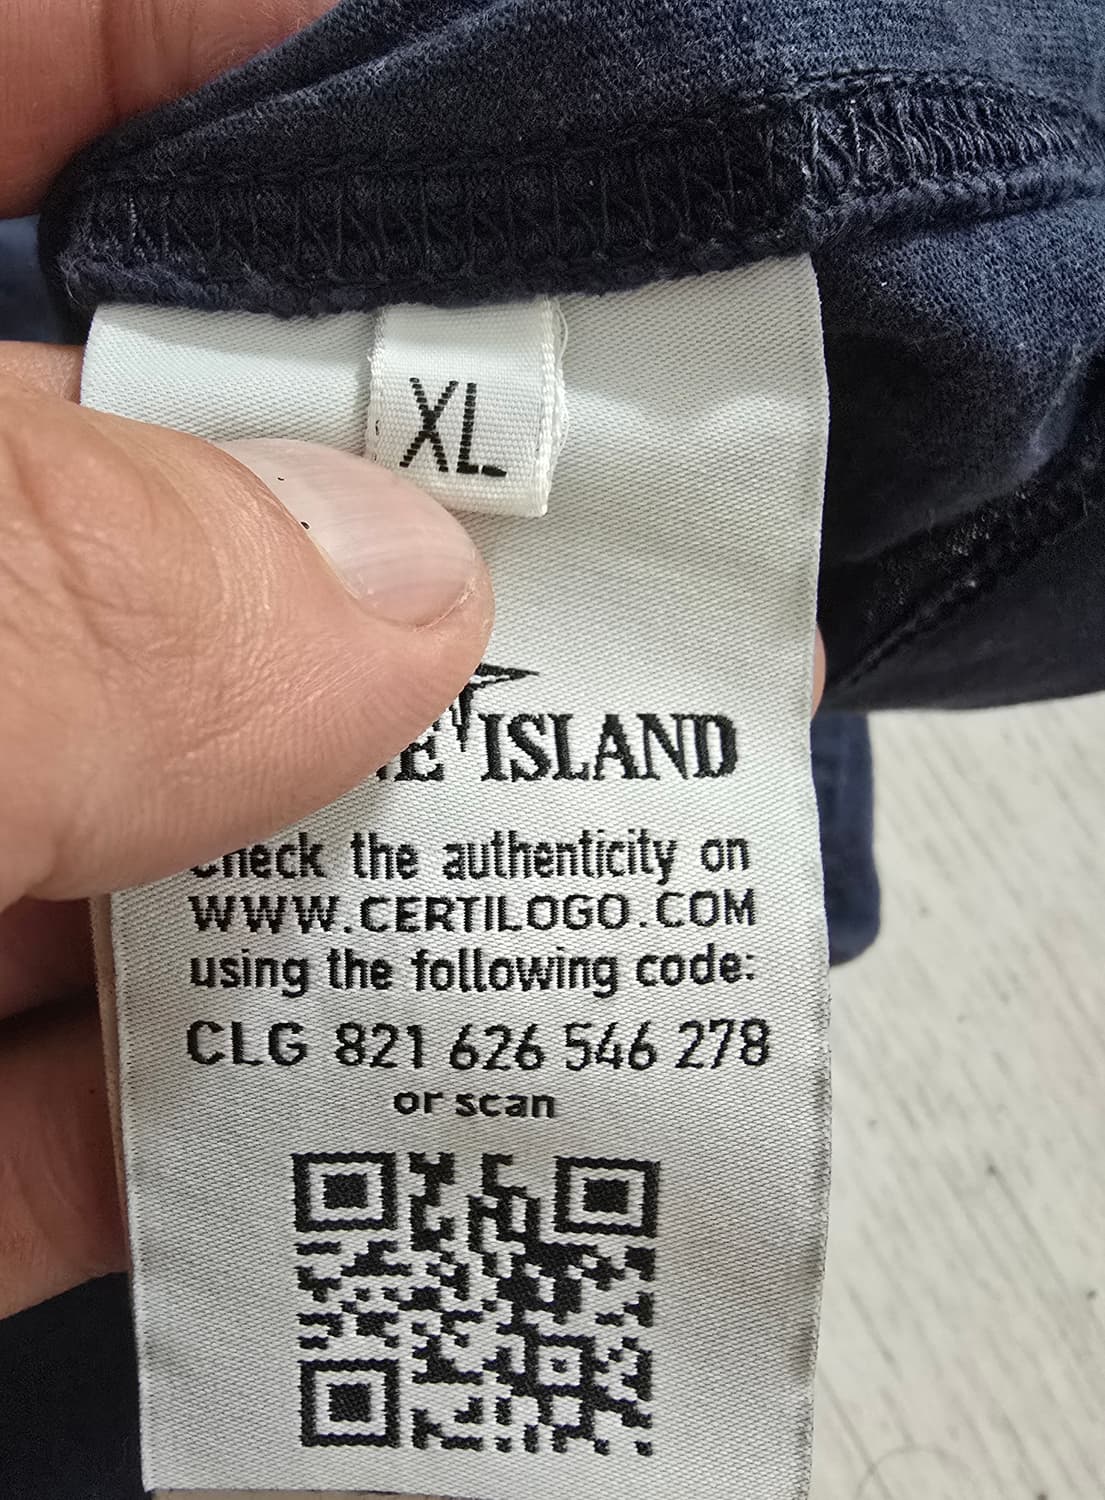 XL
ISLAND
check the authenticity on
WWW.CERTILOGO.COM
using the following code:
CLG 821 626 546 278
or scan